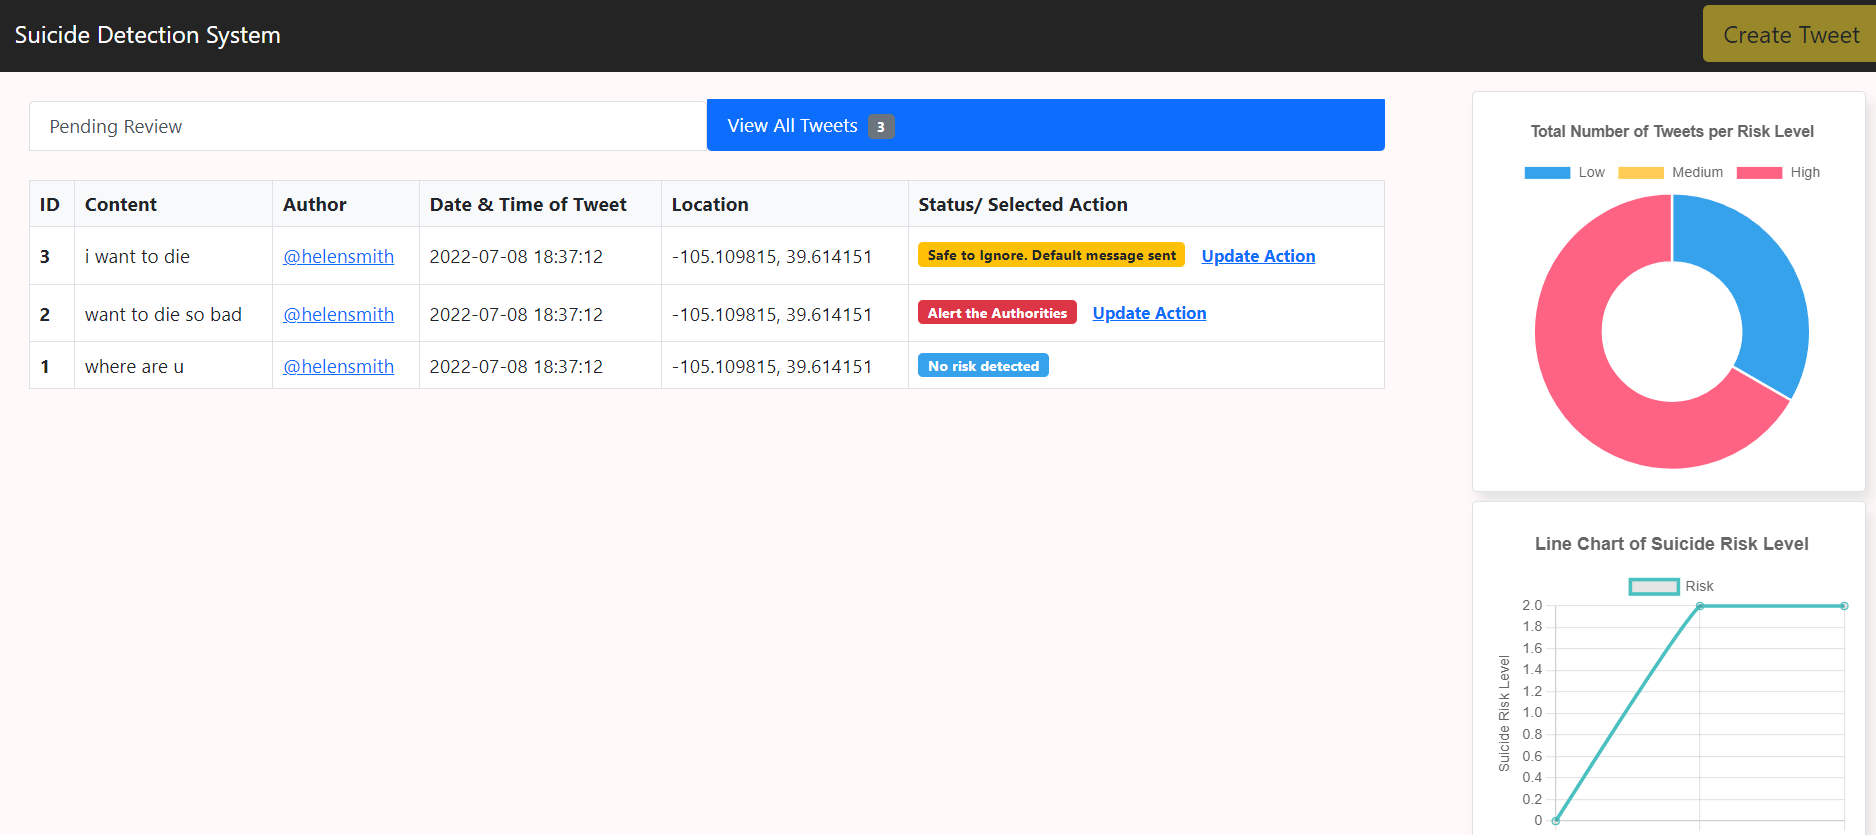 Suicide Detection System
Create Tweet
Pending Review
View All Tweets 3
ID Content Author Date & Time of Tweet Location Status/ Selected Action
3 i want to die @helensmith 2022-07-08 18:37:12 -105.109815, 39.614151 Safe to Ignore. Default message sent Update Action
2 want to die so bad @helensmith 2022-07-08 18:37:12 -105.109815, 39.614151 Alert the Authorities Update Action
1 where are u @helensmith 2022-07-08 18:37:12 -105.109815, 39.614151 No risk detected
Total Number of Tweets per Risk Level
Low Medium High
Line Chart of Suicide Risk Level
Risk
2.0
1.8
1.6
1.4
1.2
1.0
0.8
0.6
0.4
0.2
0
Suicide Risk Level